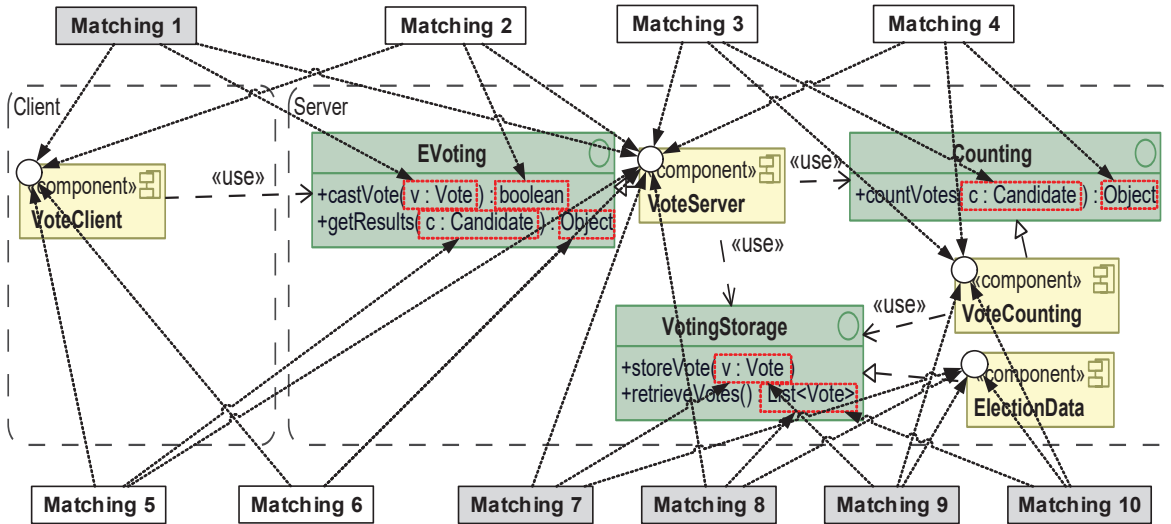 Matching 1
Matching 2
Matching 3
Matching 4
Client
Server
EVoting
Counting
«component»
VoteClient
«use»
+castVote( v : Vote ) : boolean
+getResults( c : Candidate ) : Object
«component»
VoteServer
«use»
+countVotes( c : Candidate ) : Object
«use»
«component»
VoteCounting
«use»
VotingStorage
+storeVote( v : Vote )
+retrieveVotes() : List<Vote>
«component»
ElectionData
Matching 5
Matching 6
Matching 7
Matching 8
Matching 9
Matching 10